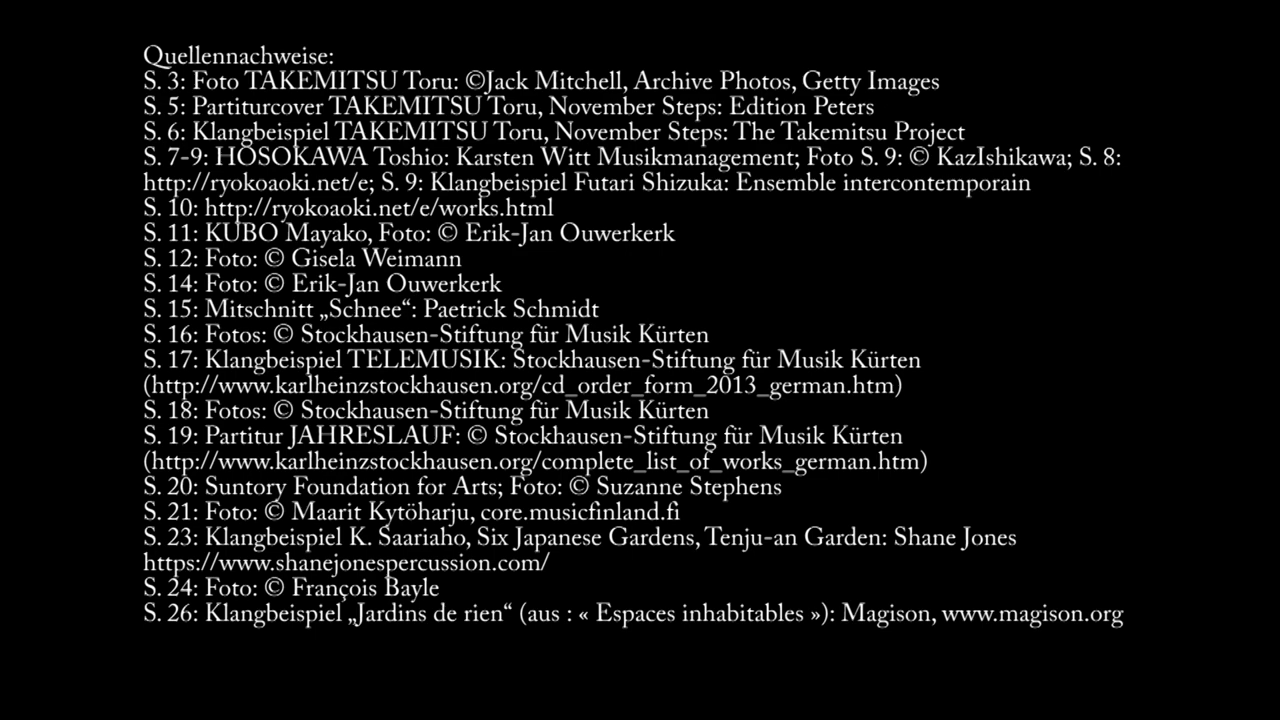 Quellennachweise:
S. 3: Foto TAKEMITSU Toru: ©Jack Mitchell, Archive Photos, Getty Images
S. 5: Partiturcover TAKEMITSU Toru, November Steps: Edition Peters
S. 6: Klangbeispiel TAKEMITSU Toru, November Steps: The Takemitsu Project
S. 7-9: HOSOKAWA Toshio: Karsten Witt Musikmanagement; Foto S. 9: © KazIshikawa; S. 8:
http://ryokoaoki.net/e; S. 9: Klangbeispiel Futari Shizuka: Ensemble intercontemporain
S. 10: http://ryokoaoki.net/e/works.html
S. 11: KUBO Mayako, Foto: © Erik-Jan Ouwerkerk
S. 12: Foto: © Gisela Weimann
S. 14: Foto: © Erik-Jan Ouwerkerk
S. 15: Mitschnitt „Schnee“: Paetrick Schmidt
S. 16: Fotos: © Stockhausen-Stiftung für Musik Kürten
S. 17: Klangbeispiel TELEMUSIK: Stockhausen-Stiftung für Musik Kürten
(http://www.karlheinzstockhausen.org/cd_order_form_2013_german.htm)
S. 18: Fotos: © Stockhausen-Stiftung für Musik Kürten
S. 19: Partitur JAHRESLAUF: © Stockhausen-Stiftung für Musik Kürten
(http://www.karlheinzstockhausen.org/complete_list_of_works_german.htm)
S. 20: Suntory Foundation for Arts; Foto: © Suzanne Stephens
S. 21: Foto: © Maarit Kytöharju, core.musicfinland.fi
S. 23: Klangbeispiel K. Saariaho, Six Japanese Gardens, Tenju-an Garden: Shane Jones
https://www.shanejonespercussion.com/
S. 24: Foto: © François Bayle
S. 26: Klangbeispiel „Jardins de rien“ (aus : « Espaces inhabitables »): Magison, www.magison.org